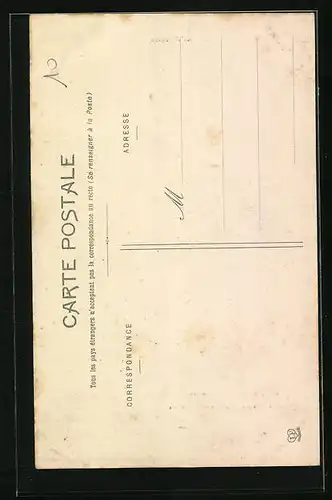 10
CARTE POSTALE
Tous les pays étrangers n'acceptent pas la correspondance au recto (Se renseigner à la Poste)
CORRESPONDANCE
ADRESSE
M